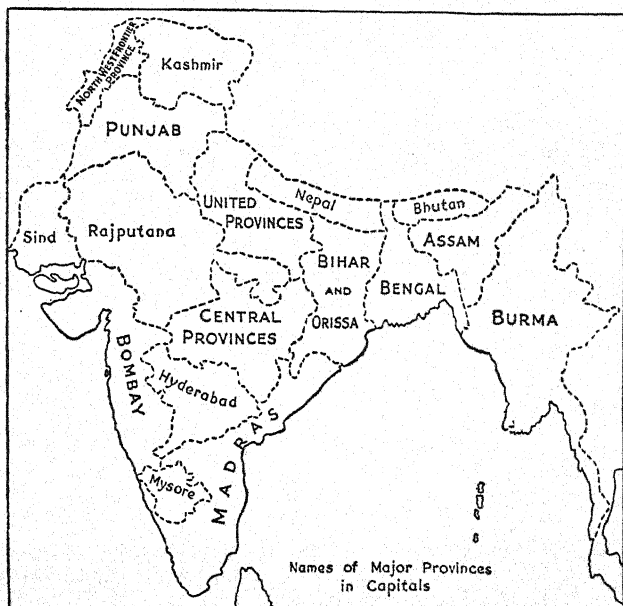 NORTH WEST FRONTIER
PROVINCE
Kashmir
PUNJAB
UNITED
PROVINCES
Nepal
Bhutan
Sind
Rajputana
ASSAM
BIHAR
AND
ORISSA
BENGAL
CENTRAL
PROVINCES
BURMA
BOMBAY
Hyderabad
MADRAS
Mysore
Names of Major Provinces
in Capitals